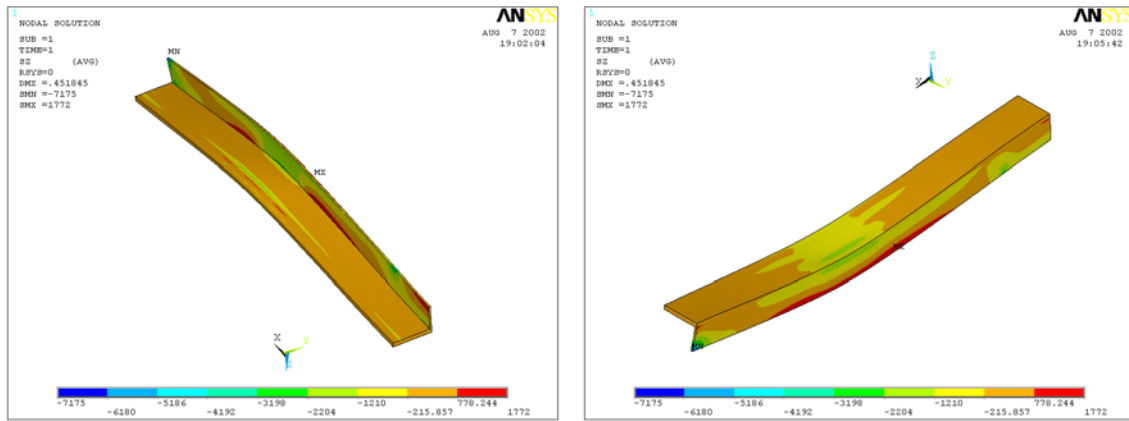 1
NODAL SOLUTION
SUB =1
TIME=1
SZ (AVG)
RSYS=0
DMX =.451845
SMN =-7175
SMX =1772
ANSYS
AUG 7 2002
19:02:04
MN
MX
X
Y
Z
-7175
-6180
-5186
-4192
-3198
-2204
-1210
-215.857
778.244
1772
1
NODAL SOLUTION
SUB =1
TIME=1
SZ (AVG)
RSYS=0
DMX =.451845
SMN =-7175
SMX =1772
ANSYS
AUG 7 2002
19:05:42
Z
X
Y
-7175
-6180
-5186
-4192
-3198
-2204
-1210
-215.857
778.244
1772